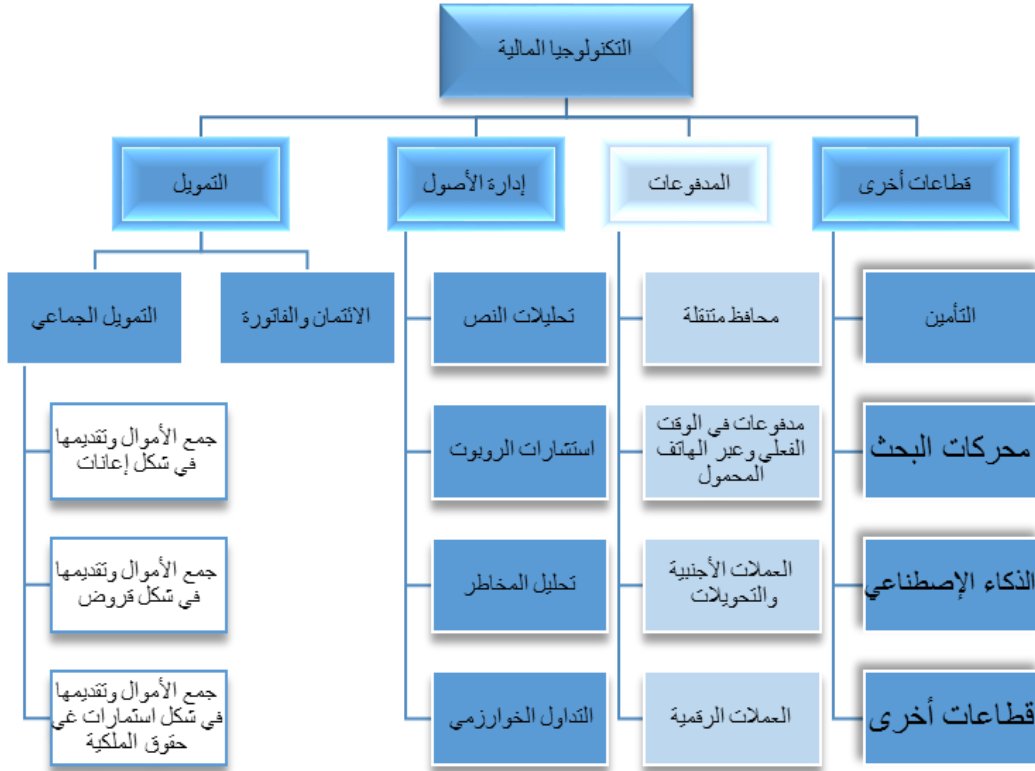 التكنولوجيا المالية
قطاعات أخرى
المدفوعات
إدارة الأصول
التمويل
التأمين
محركات البحث
الذكاء الإصطناعي
قطاعات أخرى
محافظ متنقلة
مدفوعات في الوقت
الفعلي وعبر الهاتف
المحمول
العملات الأجنبية
والتحويلات
العملات الرقمية
تحليلات النص
استشارات الروبوت
تحليل المخاطر
التداول الخوارزمي
الائتمان والفاتورة
التمويل الجماعي
جمع الأموال وتقديمها
في شكل إعانات
جمع الأموال وتقديمها
في شكل قروض
جمع الأموال وتقديمها
في شكل استمارات غي
حقوق الملكية